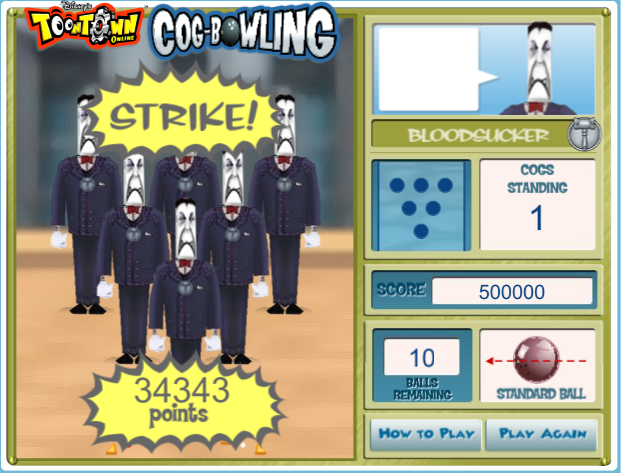 Disney's
TOONTOWN
ONLINE
COG-BOWLING
STRIKE!
34343
points
BLOODSUCKER
COGS
STANDING
1
SCORE 500000
10
BALLS
REMAINING
STANDARD BALL
HOW TO PLAY
PLAY AGAIN